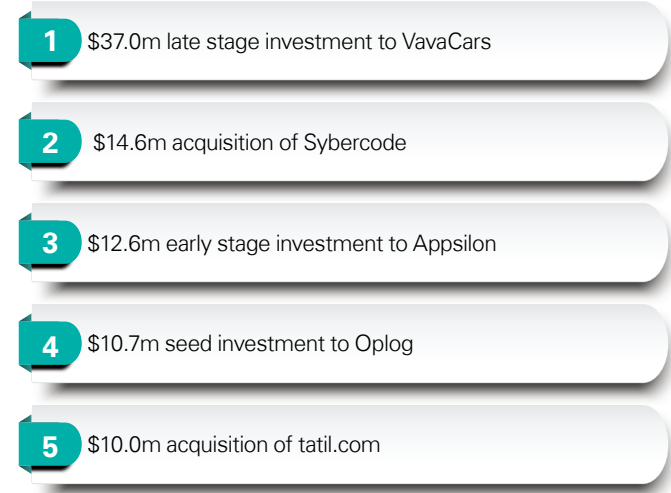 1 $37.0m late stage investment to VavaCars
2 $14.6m acquisition of Sybercode
3 $12.6m early stage investment to Appsilon
4 $10.7m seed investment to Oplog
5 $10.0m acquisition of tatil.com